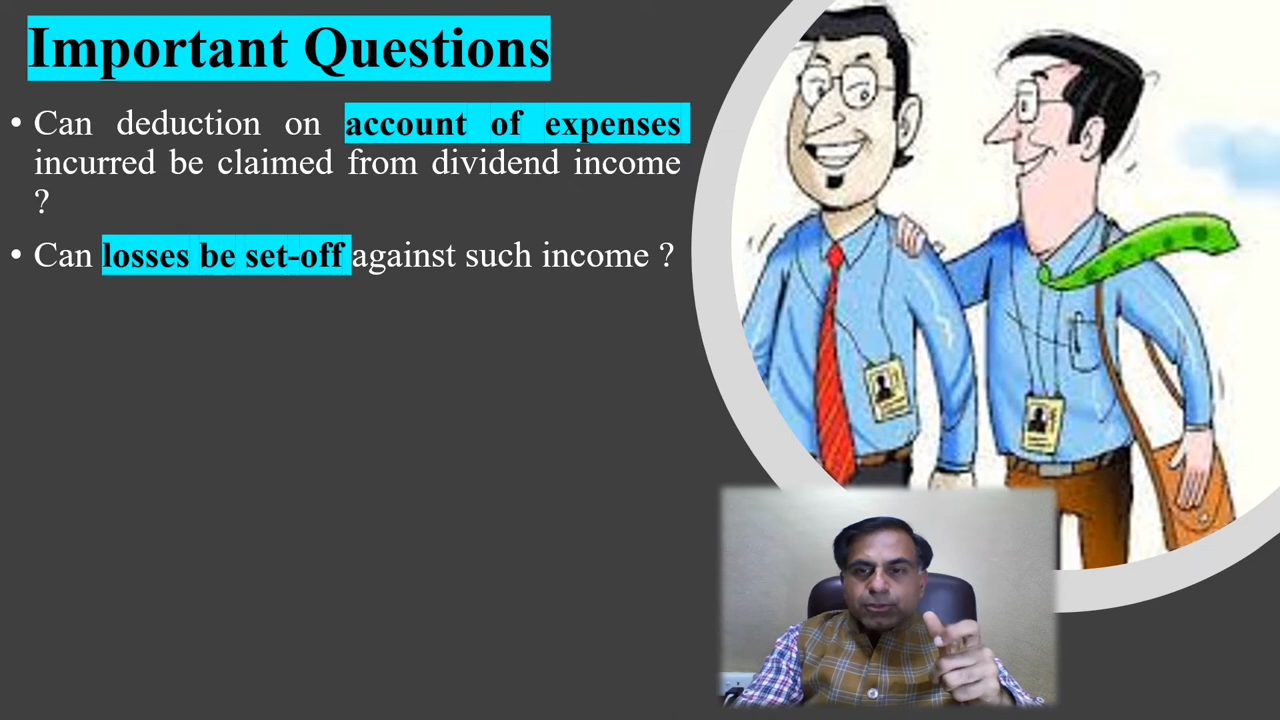 Important Questions
• Can deduction on account of expenses
incurred be claimed from dividend income
?
• Can losses be set-off against such income ?